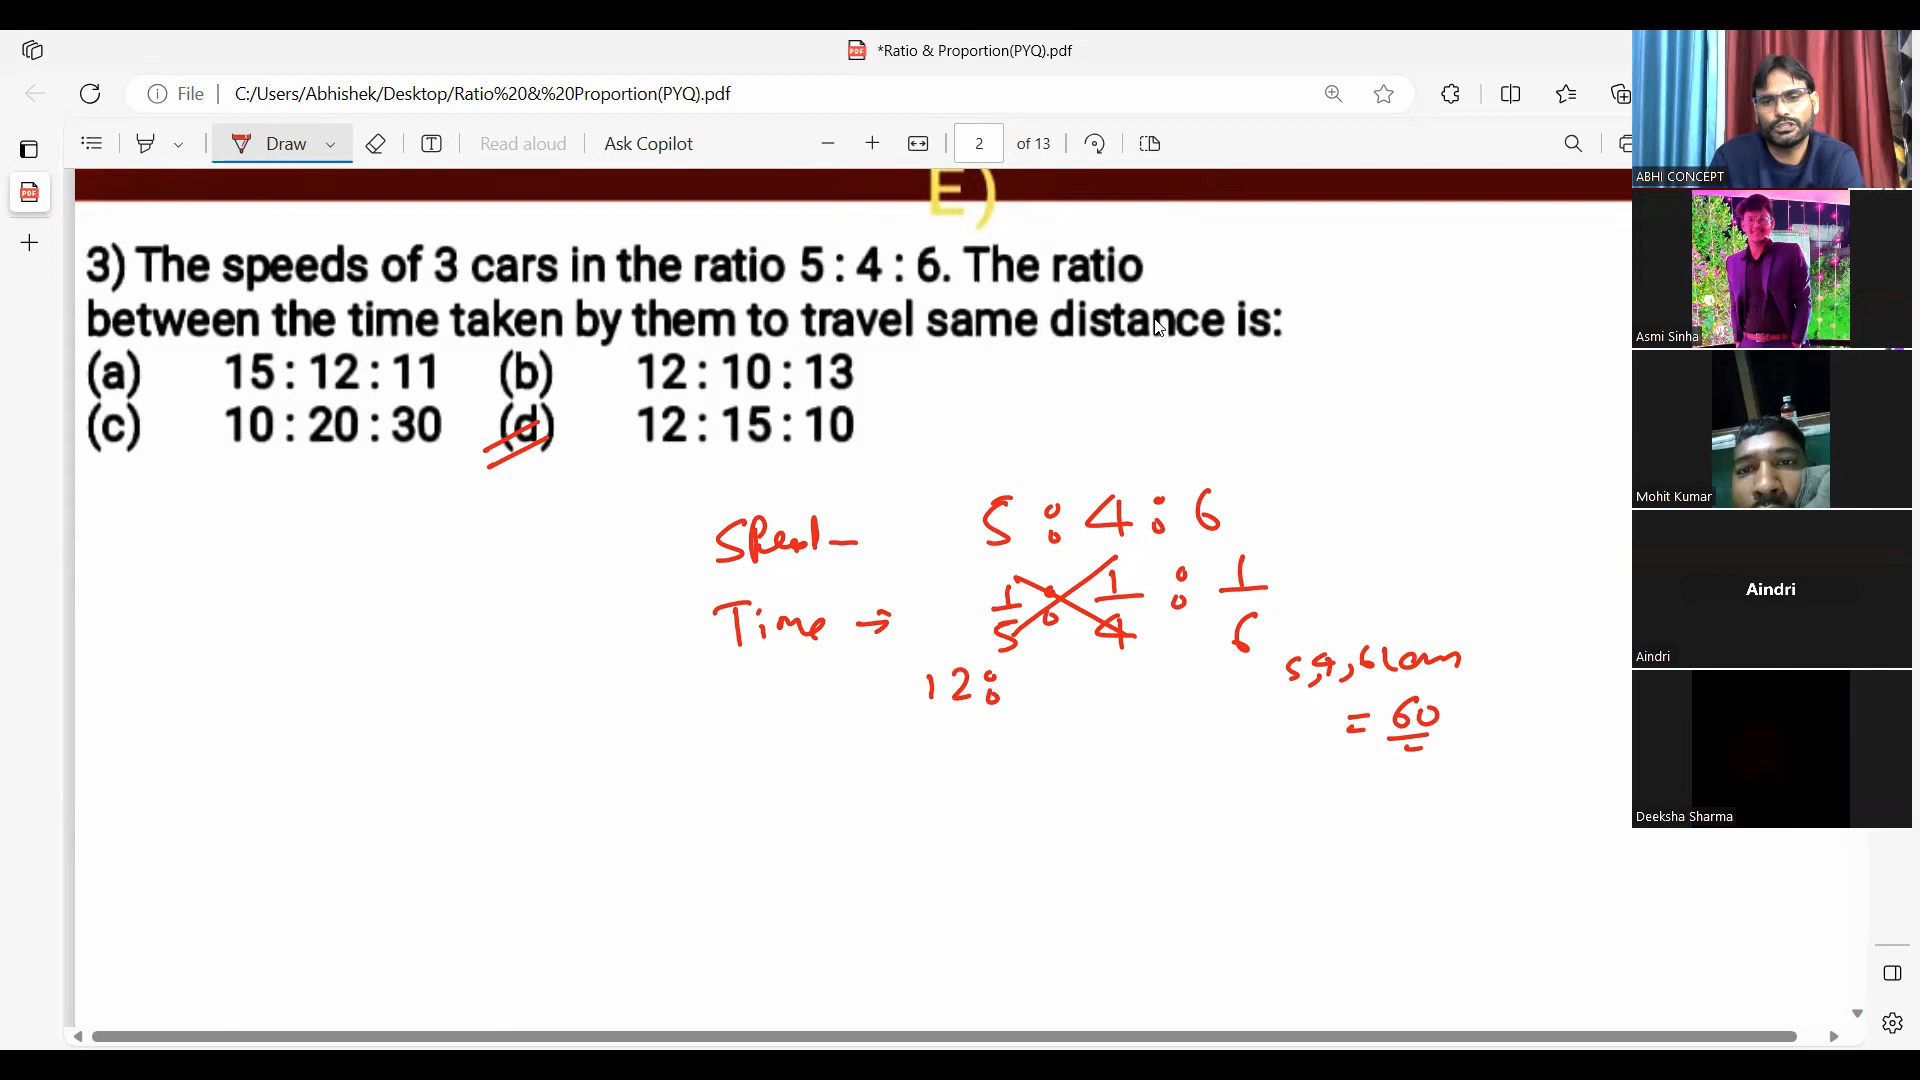 *Ratio & Proportion(PYQ).pdf
File
C:/Users/Abhishek/Desktop/Ratio%20&%20Proportion(PYQ).pdf
Draw
Read aloud
Ask Copilot
2
of 13
E)
3) The speeds of 3 cars in the ratio 5 : 4 : 6. The ratio
between the time taken by them to travel same distance is:
(a) 15 : 12 : 11 (b) 12 : 10 : 13
(c) 10 : 20 : 30 (d) 12 : 15 : 10
Speed – 5 : 4 : 6
Time → 1/5 : 1/4 : 1/6
12 :
5,4,6 Lcm
= 60
ABHI CONCEPT
Asmi Sinha
Mohit Kumar
Aindri
Aindri
Deeksha Sharma